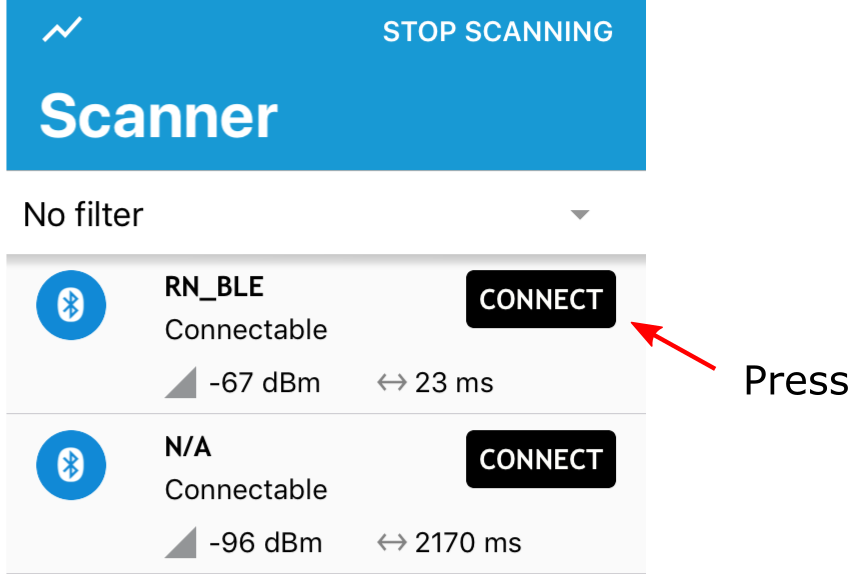 STOP SCANNING
Scanner
No filter
RN_BLE
CONNECT
Connectable
-67 dBm
23 ms
Press
N/A
CONNECT
Connectable
-96 dBm
2170 ms